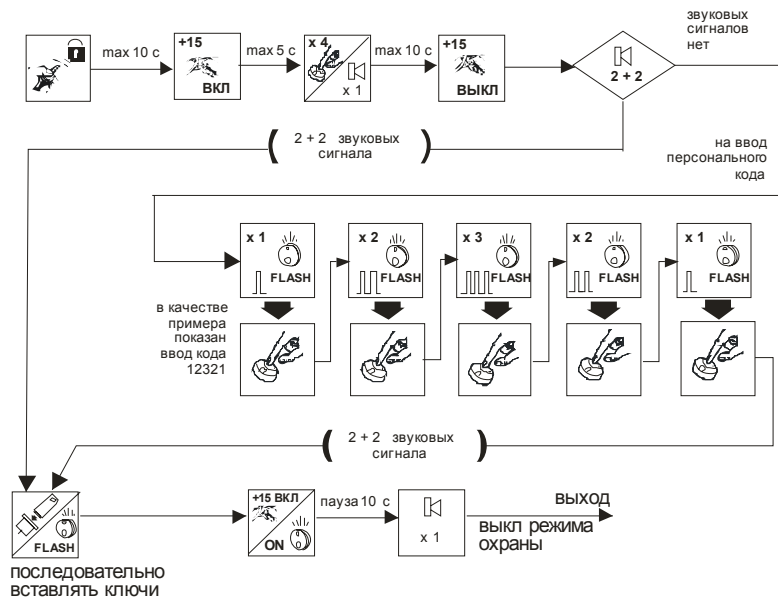 звуковых
сигналов
нет
max 10 с
+15
ВКЛ
max 5 с
x 4
x 1
max 10 с
+15
ВЫКЛ
2 + 2
( 2 + 2 звуковых
сигнала )
на ввод
персонального
кода
x 1
FLASH
x 2
FLASH
x 3
FLASH
x 2
FLASH
x 1
FLASH
в качестве
примера
показан
ввод кода
12321
( 2 + 2 звуковых
сигнала )
FLASH
последовательно
вставлять ключи
+15 ВКЛ
ON
пауза 10 с
x 1
выход
выкл режима
охраны